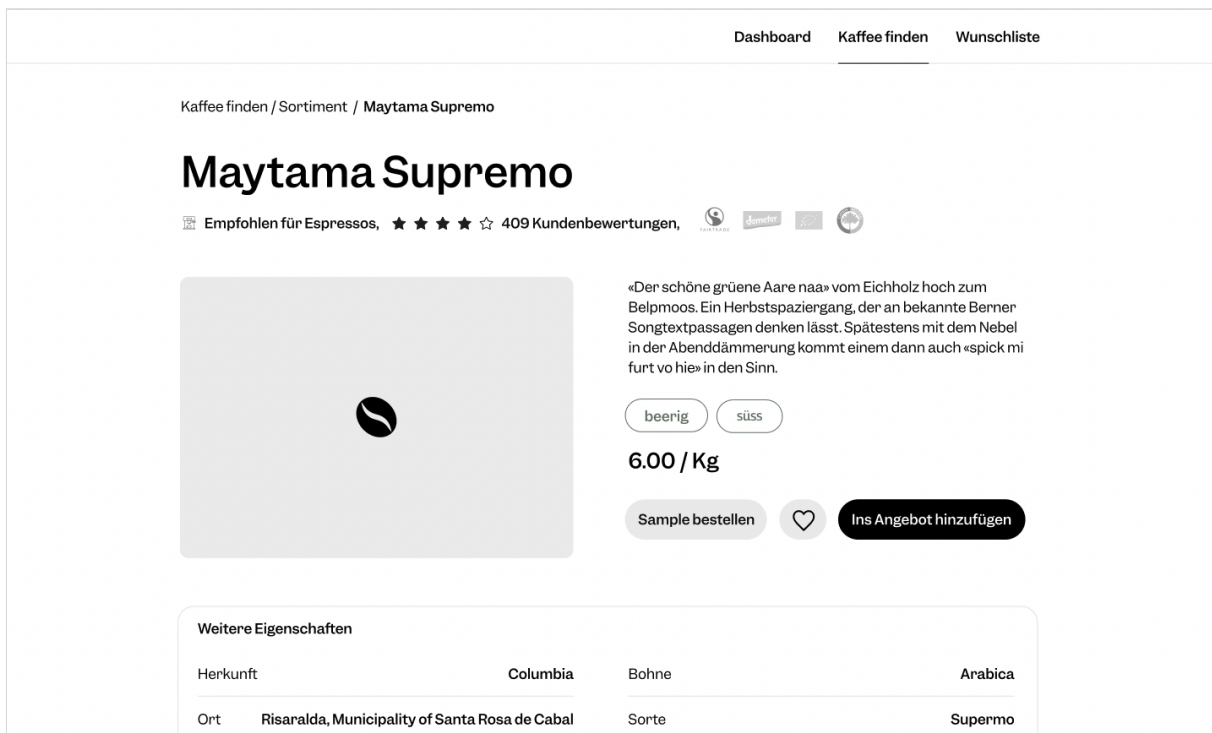 Dashboard Kaffee finden Wunschliste
Kaffee finden / Sortiment / Maytama Supremo
Maytama Supremo
Empfohlen für Espressos, 409 Kundenbewertungen, FAIRTRADE demeter
«Der schöne grüene Aare naa» vom Eichholz hoch zum
Belpmoos. Ein Herbstspaziergang, der an bekannte Berner
Songtextpassagen denken lässt. Spätestens mit dem Nebel
in der Abenddämmerung kommt einem dann auch «spick mi
furt vo hie» in den Sinn.
beerig süss
6.00 / Kg
Sample bestellen Ins Angebot hinzufügen
Weitere Eigenschaften
Herkunft Columbia Bohne Arabica
Ort Risaralda, Municipality of Santa Rosa de Cabal Sorte Supermo